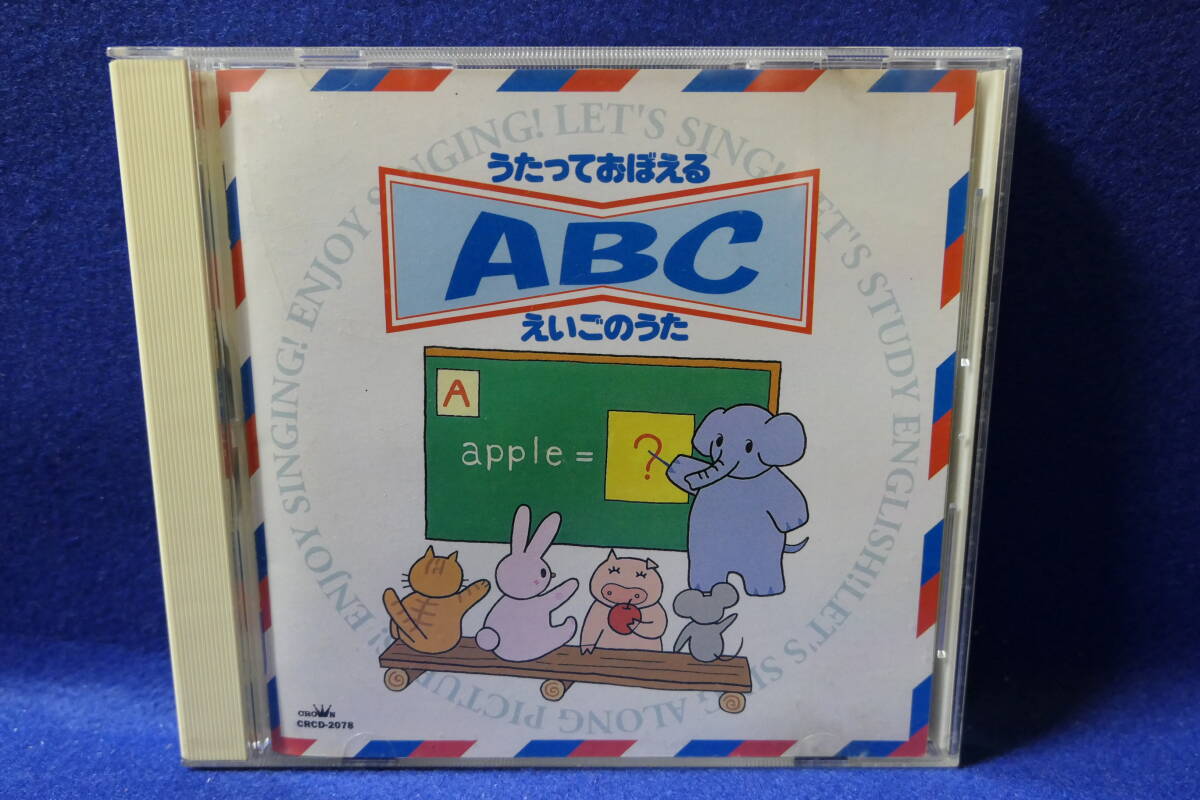 ENJOY SINGING! ENJOY SINGING! LET'S SING! LET'S STUDY ENGLISH! LET'S SING ALONG PICTU
うたっておぼえる
ABC
えいごのうた
A
apple = ?
CROWN
CRCD-2078